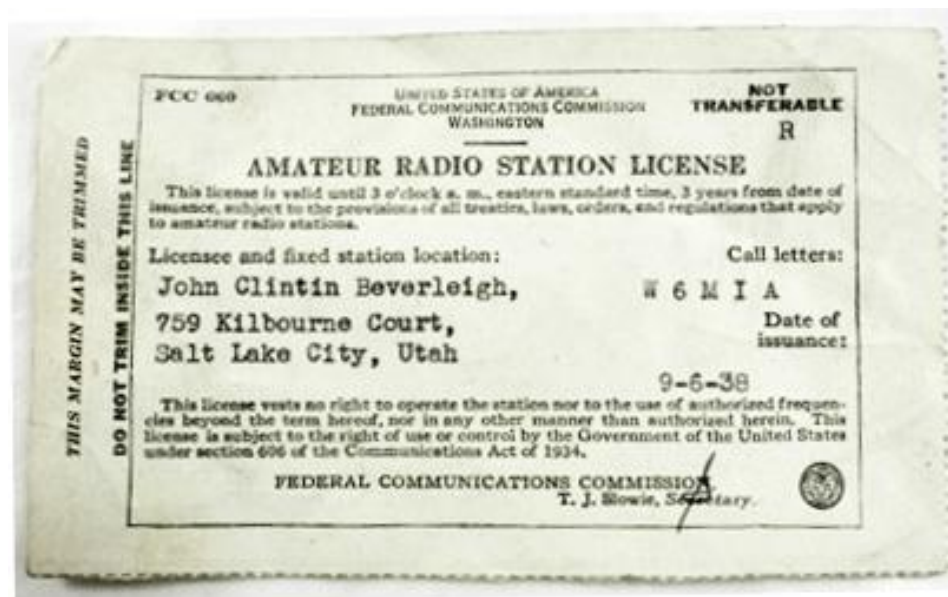 FCC 660
UNITED STATES OF AMERICA
FEDERAL COMMUNICATIONS COMMISSION
WASHINGTON
NOT
TRANSFERABLE
R
AMATEUR RADIO STATION LICENSE
This license is valid until 3 o'clock a. m., eastern standard time, 3 years from date of
issuance, subject to the provisions of all treaties, laws, orders, and regulations that apply
to amateur radio stations.
Licensee and fixed station location:
Call letters:
John Clintin Beverleigh,
W 6 M I A
759 Kilbourne Court,
Date of
issuance:
Salt Lake City, Utah
9-6-38
This license vests no right to operate the station nor to the use of authorized frequen-
cies beyond the term hereof, nor in any other manner than authorized herein. This
license is subject to the right of use or control by the Government of the United States
under section 606 of the Communications Act of 1934.
FEDERAL COMMUNICATIONS COMMISSION,
T. J. Slowie, Secretary.
THIS MARGIN MAY BE TRIMMED
DO NOT TRIM INSIDE THIS LINE